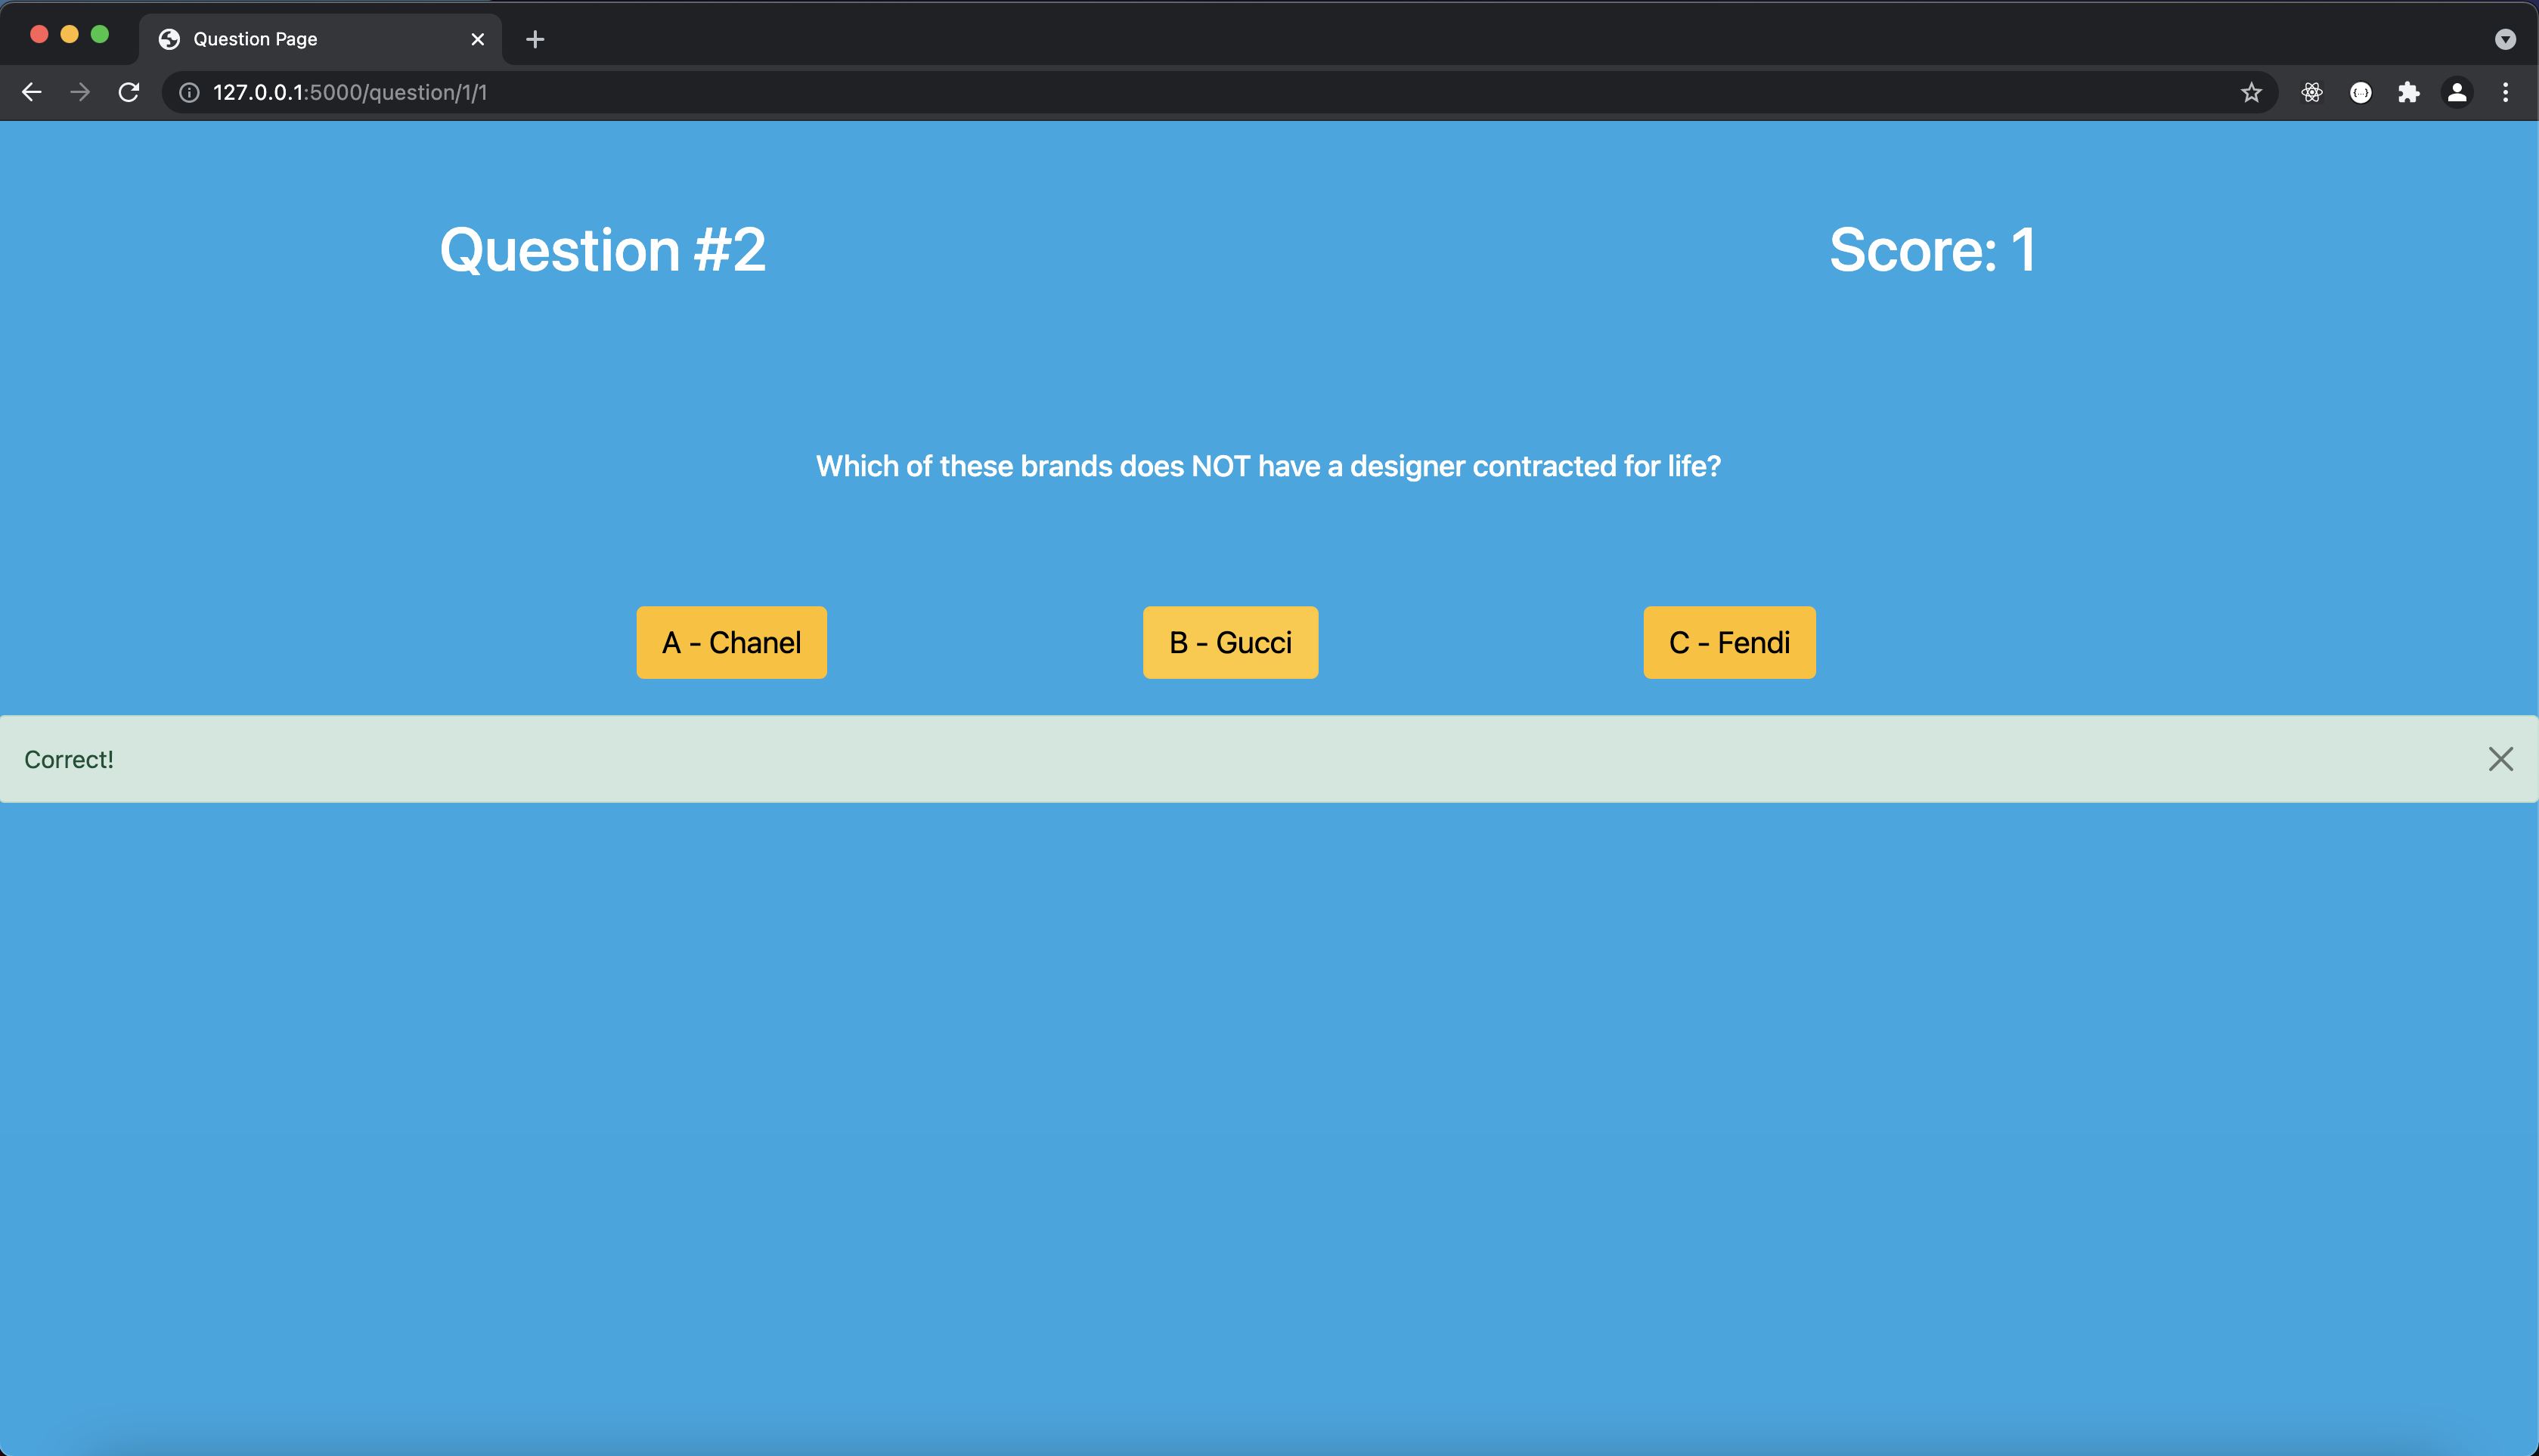 Question Page
127.0.0.1:5000/question/1/1
Question #2
Score: 1
Which of these brands does NOT have a designer contracted for life?
A - Chanel
B - Gucci
C - Fendi
Correct!